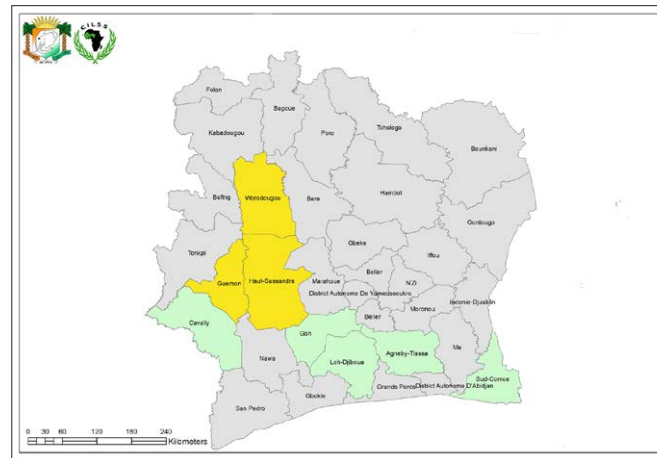 CILSS
Folon
Bagoue
Tchologo
Kabadougou
Poro
Bounkani
Worodougou
Hambol
Bafing
Bere
Gontougo
Gbeke
Tonkpi
Iffou
Belier
Guemon
Haut-Sassandra
Marahoue
N'Zi
District Autonome De Yamoussoukro
Indenie-Djuablin
Moronou
Belier
Cavally
Goh
Me
Nawa
Loh-Djiboua
Agneby-Tiassa
Sud-Comoe
Grands Ponts
District Autonome D'Abidjan
Gbokle
San Pedro
0 30 60 120 180 240
Kilometers